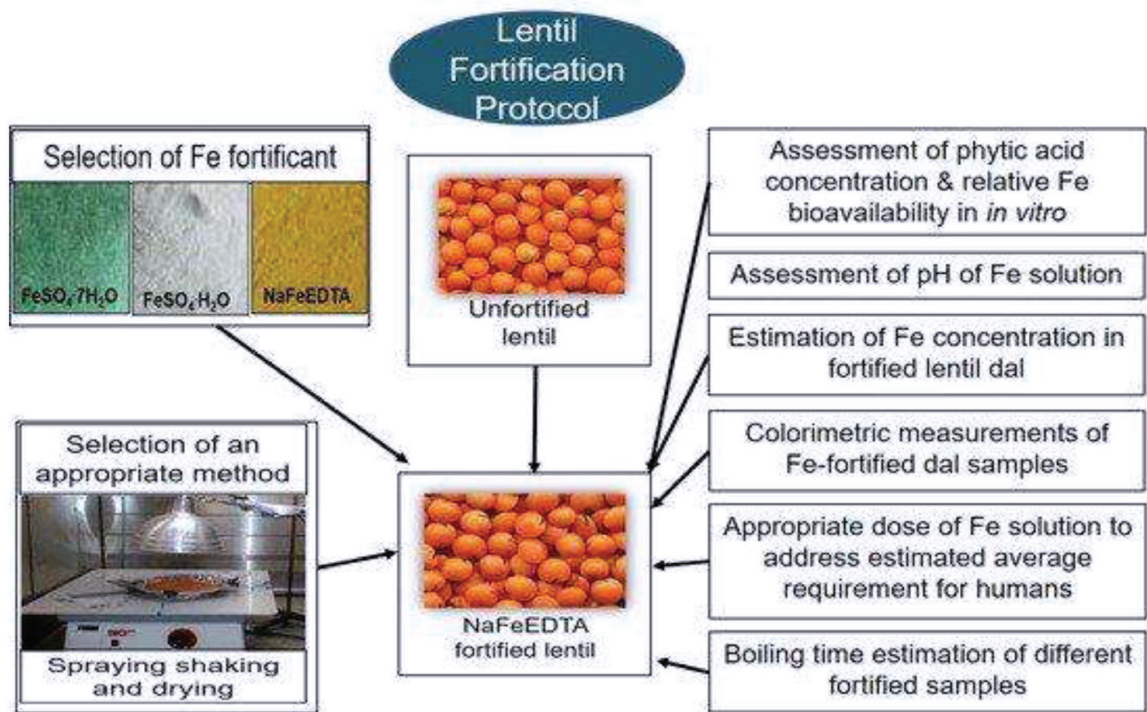 Lentil
Fortification
Protocol
Selection of Fe fortificant
FeSO₄·7H₂O
FeSO₄·H₂O
NaFeEDTA
Unfortified
lentil
Selection of an
appropriate method
Spraying shaking
and drying
NaFeEDTA
fortified lentil
Assessment of phytic acid
concentration & relative Fe
bioavailability in in vitro
Assessment of pH of Fe solution
Estimation of Fe concentration in
fortified lentil dal
Colorimetric measurements of
Fe-fortified dal samples
Appropriate dose of Fe solution to
address estimated average
requirement for humans
Boiling time estimation of different
fortified samples